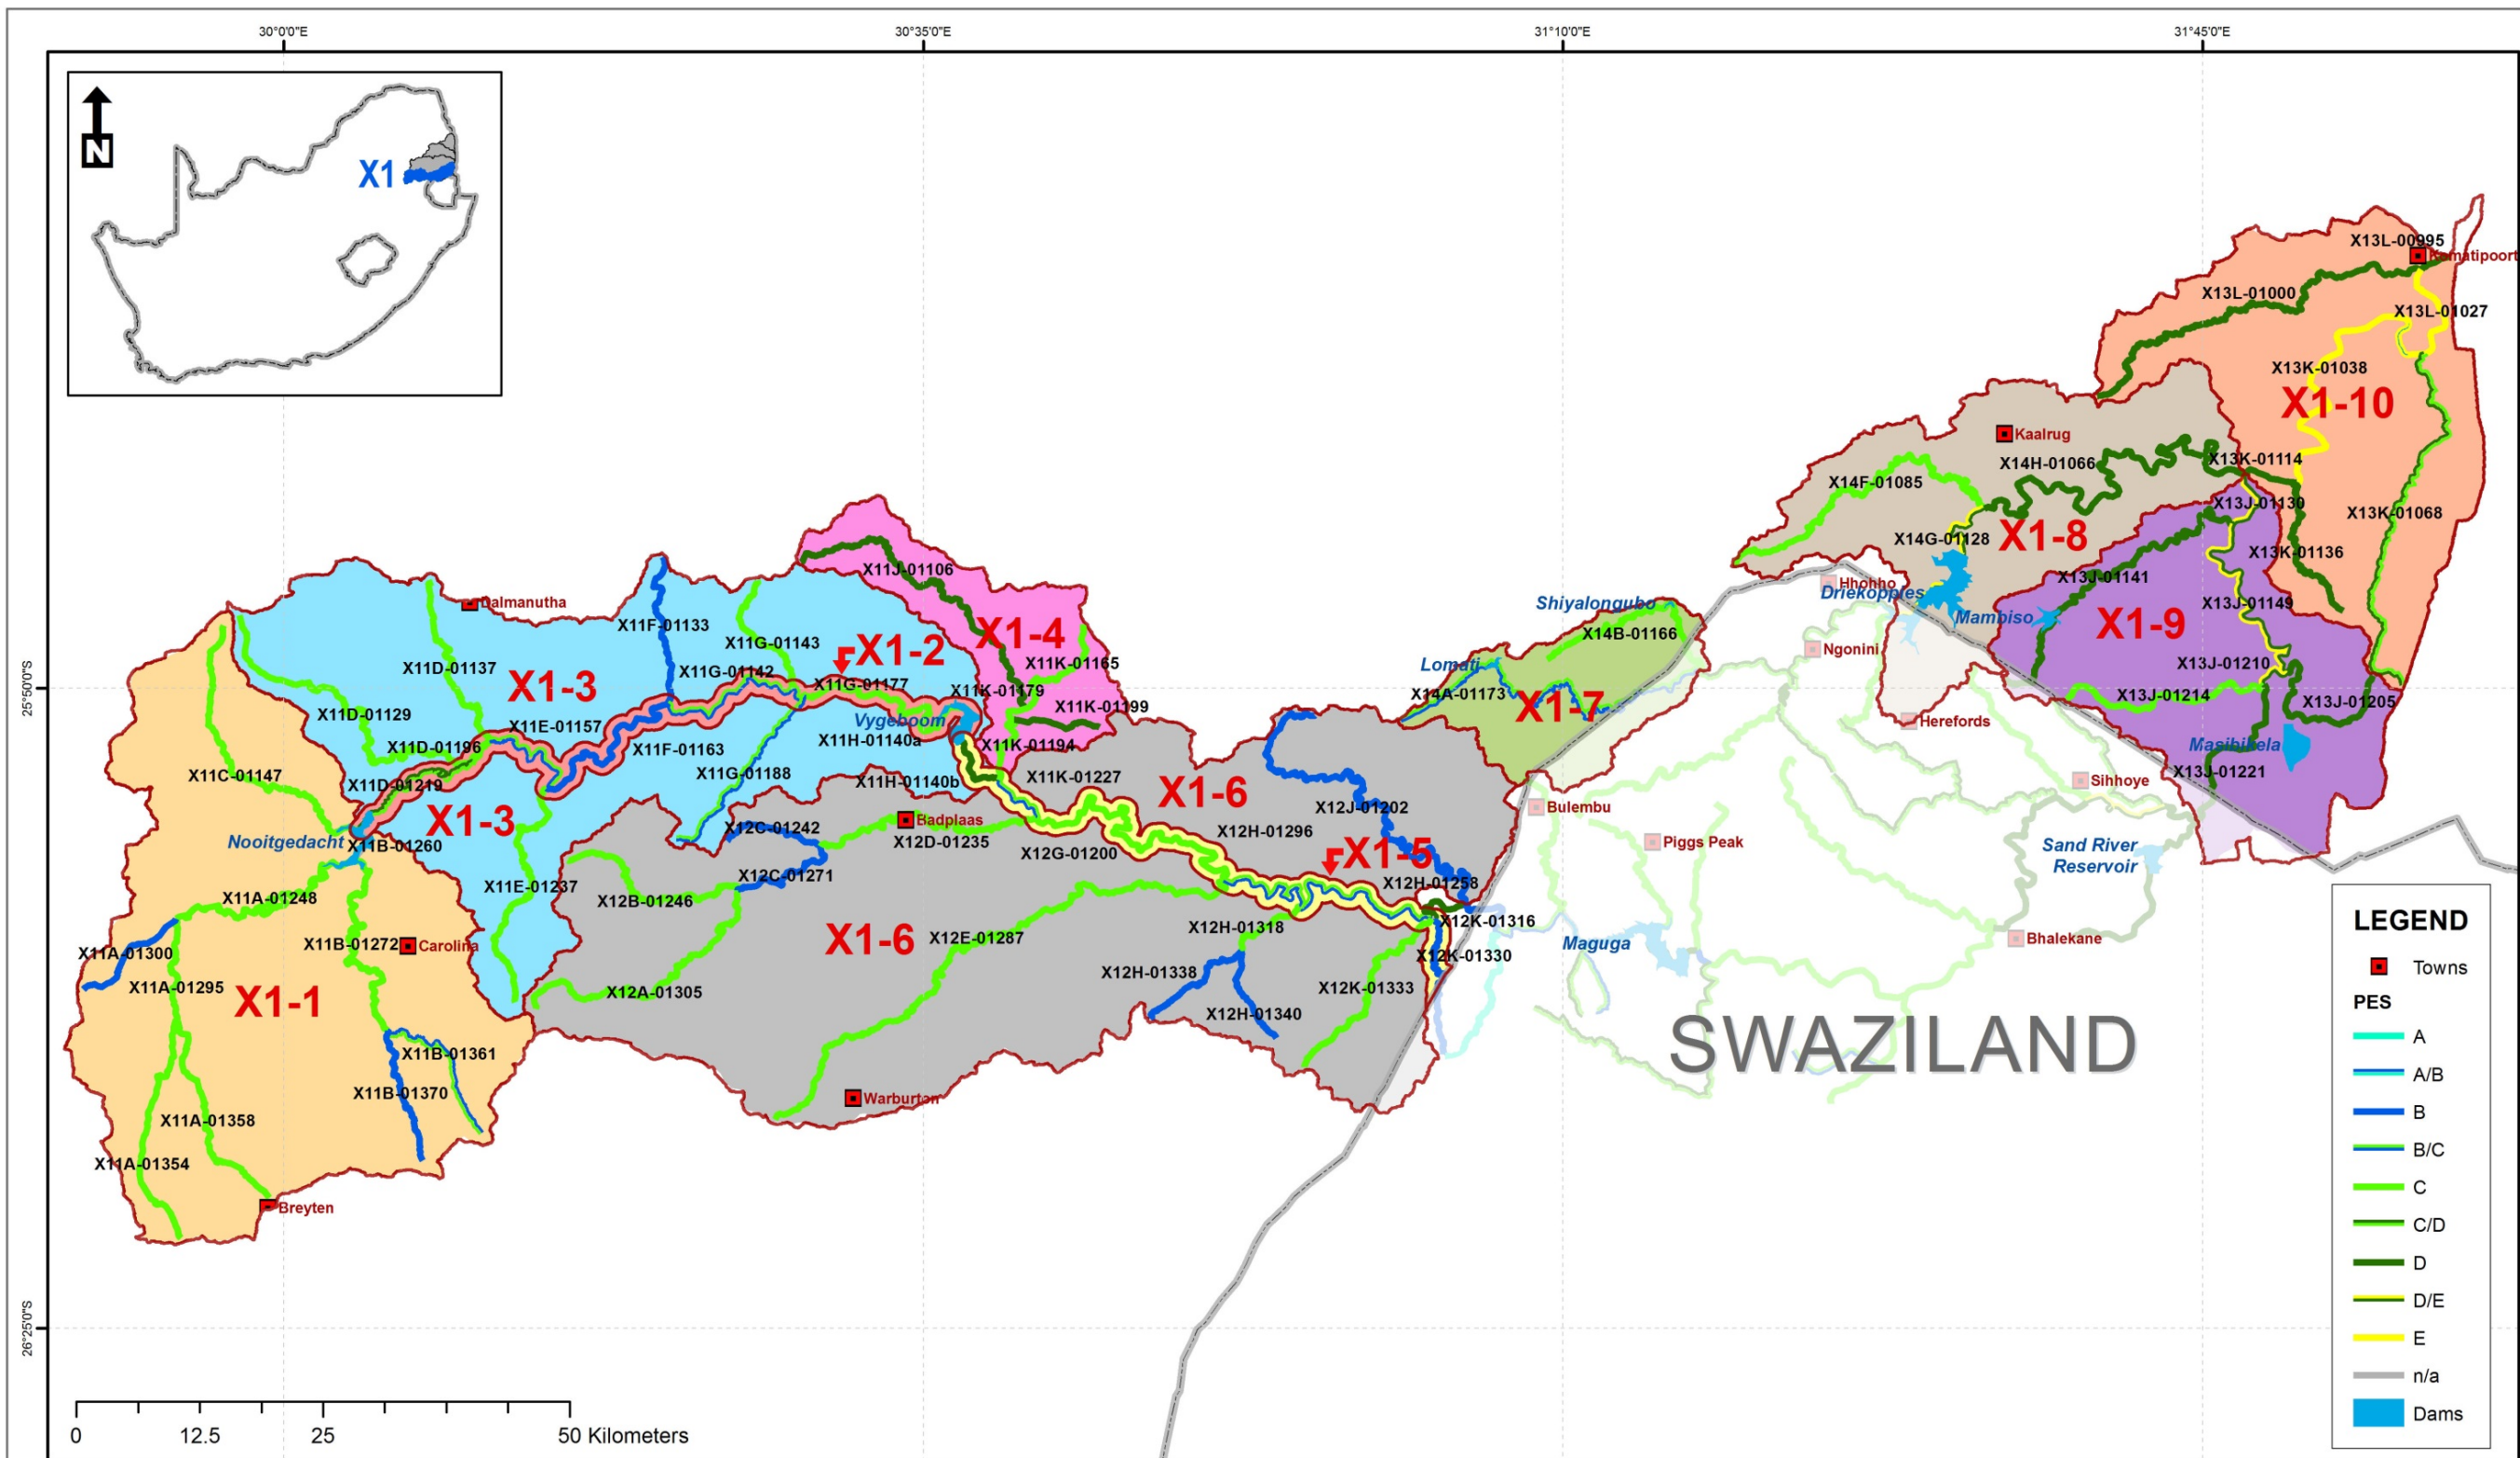 30°0'0"E
30°35'0"E
31°10'0"E
31°45'0"E
N
X1
X13L-00995
Komatipoort
X13L-01000
X13L-01027
X13K-01038
X1-10
Kaalrug
X14H-01066
X13K-01114
X14F-01085
X13J-01130
X13K-01068
X14G-01128
X1-8
X13K-01136
X11J-01106
X13J-01141
Hhohho
Driekoppies
Shiyalongubo
X13J-01149
Dalmanutha
Mambiso
X1-9
X11F-01133
X1-4
X14B-01166
X11G-01143
X1-2
Ngonini
X11D-01137
X11K-01165
Lomati
X13J-01210
X11G-01142
25°50'0"S
X1-3
X11G-01177
X11K-01179
X14A-01173
X1-7
X13J-01214
X13J-01205
X11D-01129
X11K-01199
Vygeboom
Herefords
X11E-01157
X11H-01140a
X11D-01196
X11F-01163
X11K-01194
Masibikela
X11C-01147
X11G-01188
X11K-01227
X13J-01221
X11D-01219
X11H-01140b
X1-6
Sihhoye
X1-3
X12J-01202
Bulembu
Badplaas
X12C-01242
X12H-01296
Nooitgedacht
X11B-01260
X12D-01235
Piggs Peak
Sand River
Reservoir
X12G-01200
X1-5
X12C-01271
X12H-01258
X11E-01237
X11A-01248
X12B-01246
X12K-01316
X12H-01318
LEGEND
X11B-01272
Carolina
X1-6
X12E-01287
Maguga
Bhalekane
X11A-01300
X12K-01330
Towns
X12H-01338
X11A-01295
X12A-01305
X12K-01333
X1-1
PES
X12H-01340
A
SWAZILAND
X11B-01361
A/B
X11B-01370
Warburton
B
X11A-01358
B/C
X11A-01354
C
Breyten
C/D
D
D/E
26°25'0"S
E
n/a
Dams
0 12.5 25 50 Kilometers